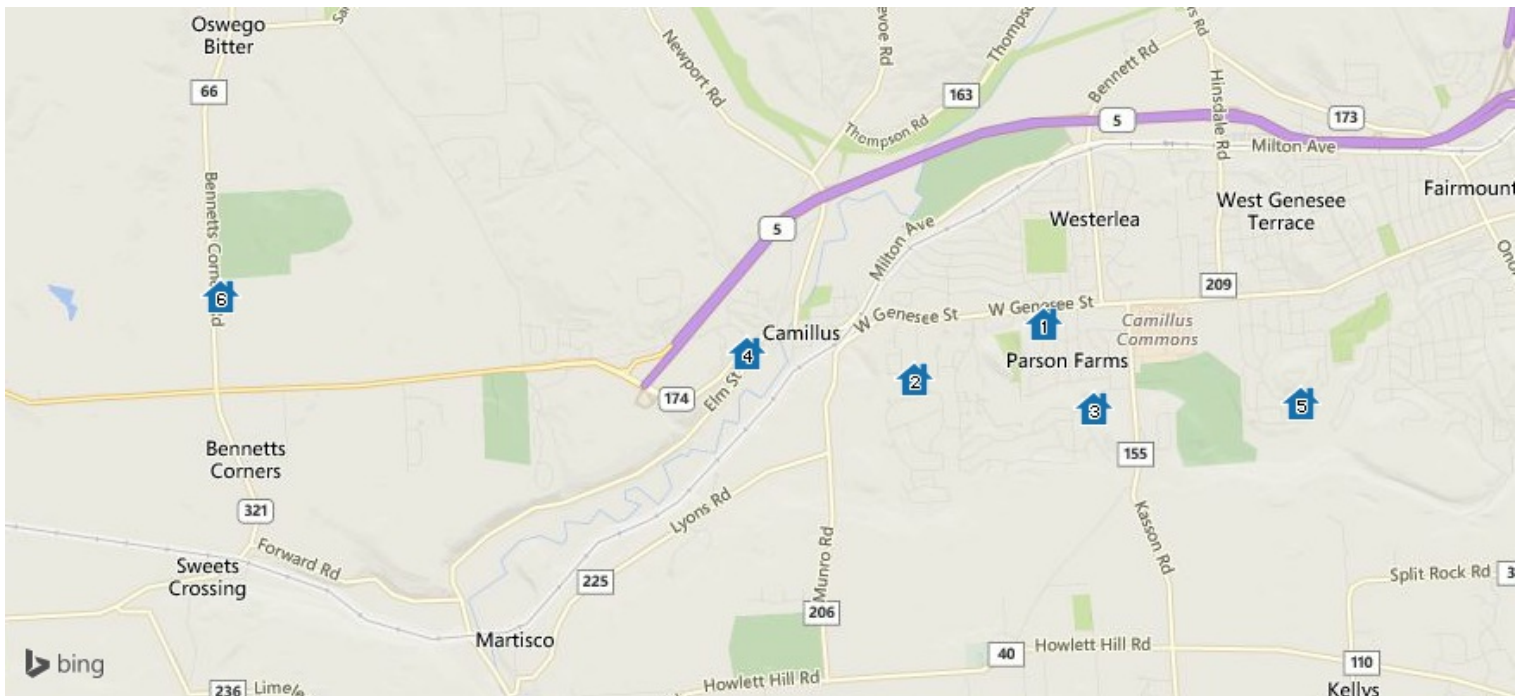 Oswego
Bitter
66
Newport Rd
Thompson Rd
163
Bennett Rd
Hinsdale Rd
5
173
Milton Ave
Fairmount
Westerlea
West Genesee
Terrace
5
Milton Ave
209
W Genesee St
W Genesee St
6
1
Camillus
Commons
Camillus
4
Parson Farms
2
3
5
174
Elm St
Bennetts
Corners
155
321
Lyons Rd
Kasson Rd
Forward Rd
Sweets
Crossing
225
Munro Rd
Split Rock Rd
206
Martisco
Howlett Hill Rd
40
110
Howlett Hill Rd
236
Kellys
bing